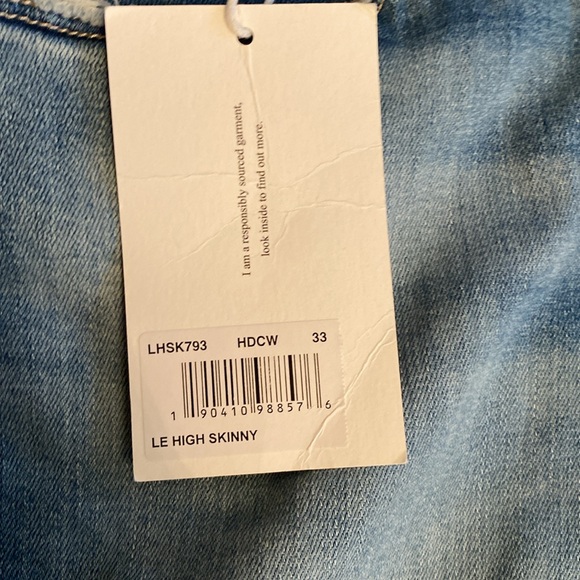 I am a responsibly sourced garment,
look inside to find out more.
LHSK793 HDCW 33
1 90410 98857 6
LE HIGH SKINNY